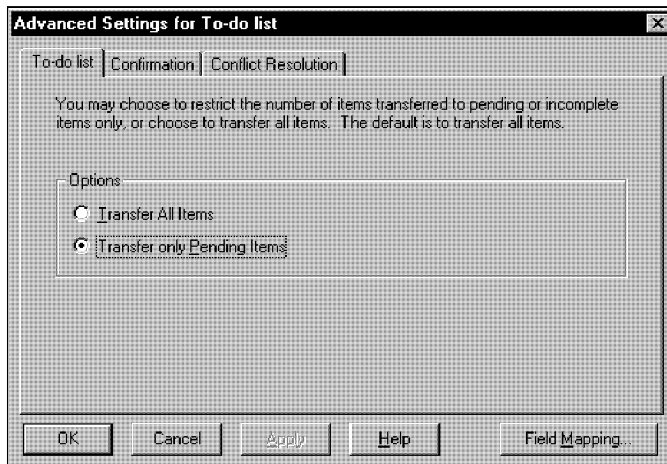 Advanced Settings for To-do list
To-do list
Confirmation
Conflict Resolution
You may choose to restrict the number of items transferred to pending or incomplete
items only, or choose to transfer all items. The default is to transfer all items.
Options
Transfer All Items
Transfer only Pending Items
OK
Cancel
Apply
Help
Field Mapping...